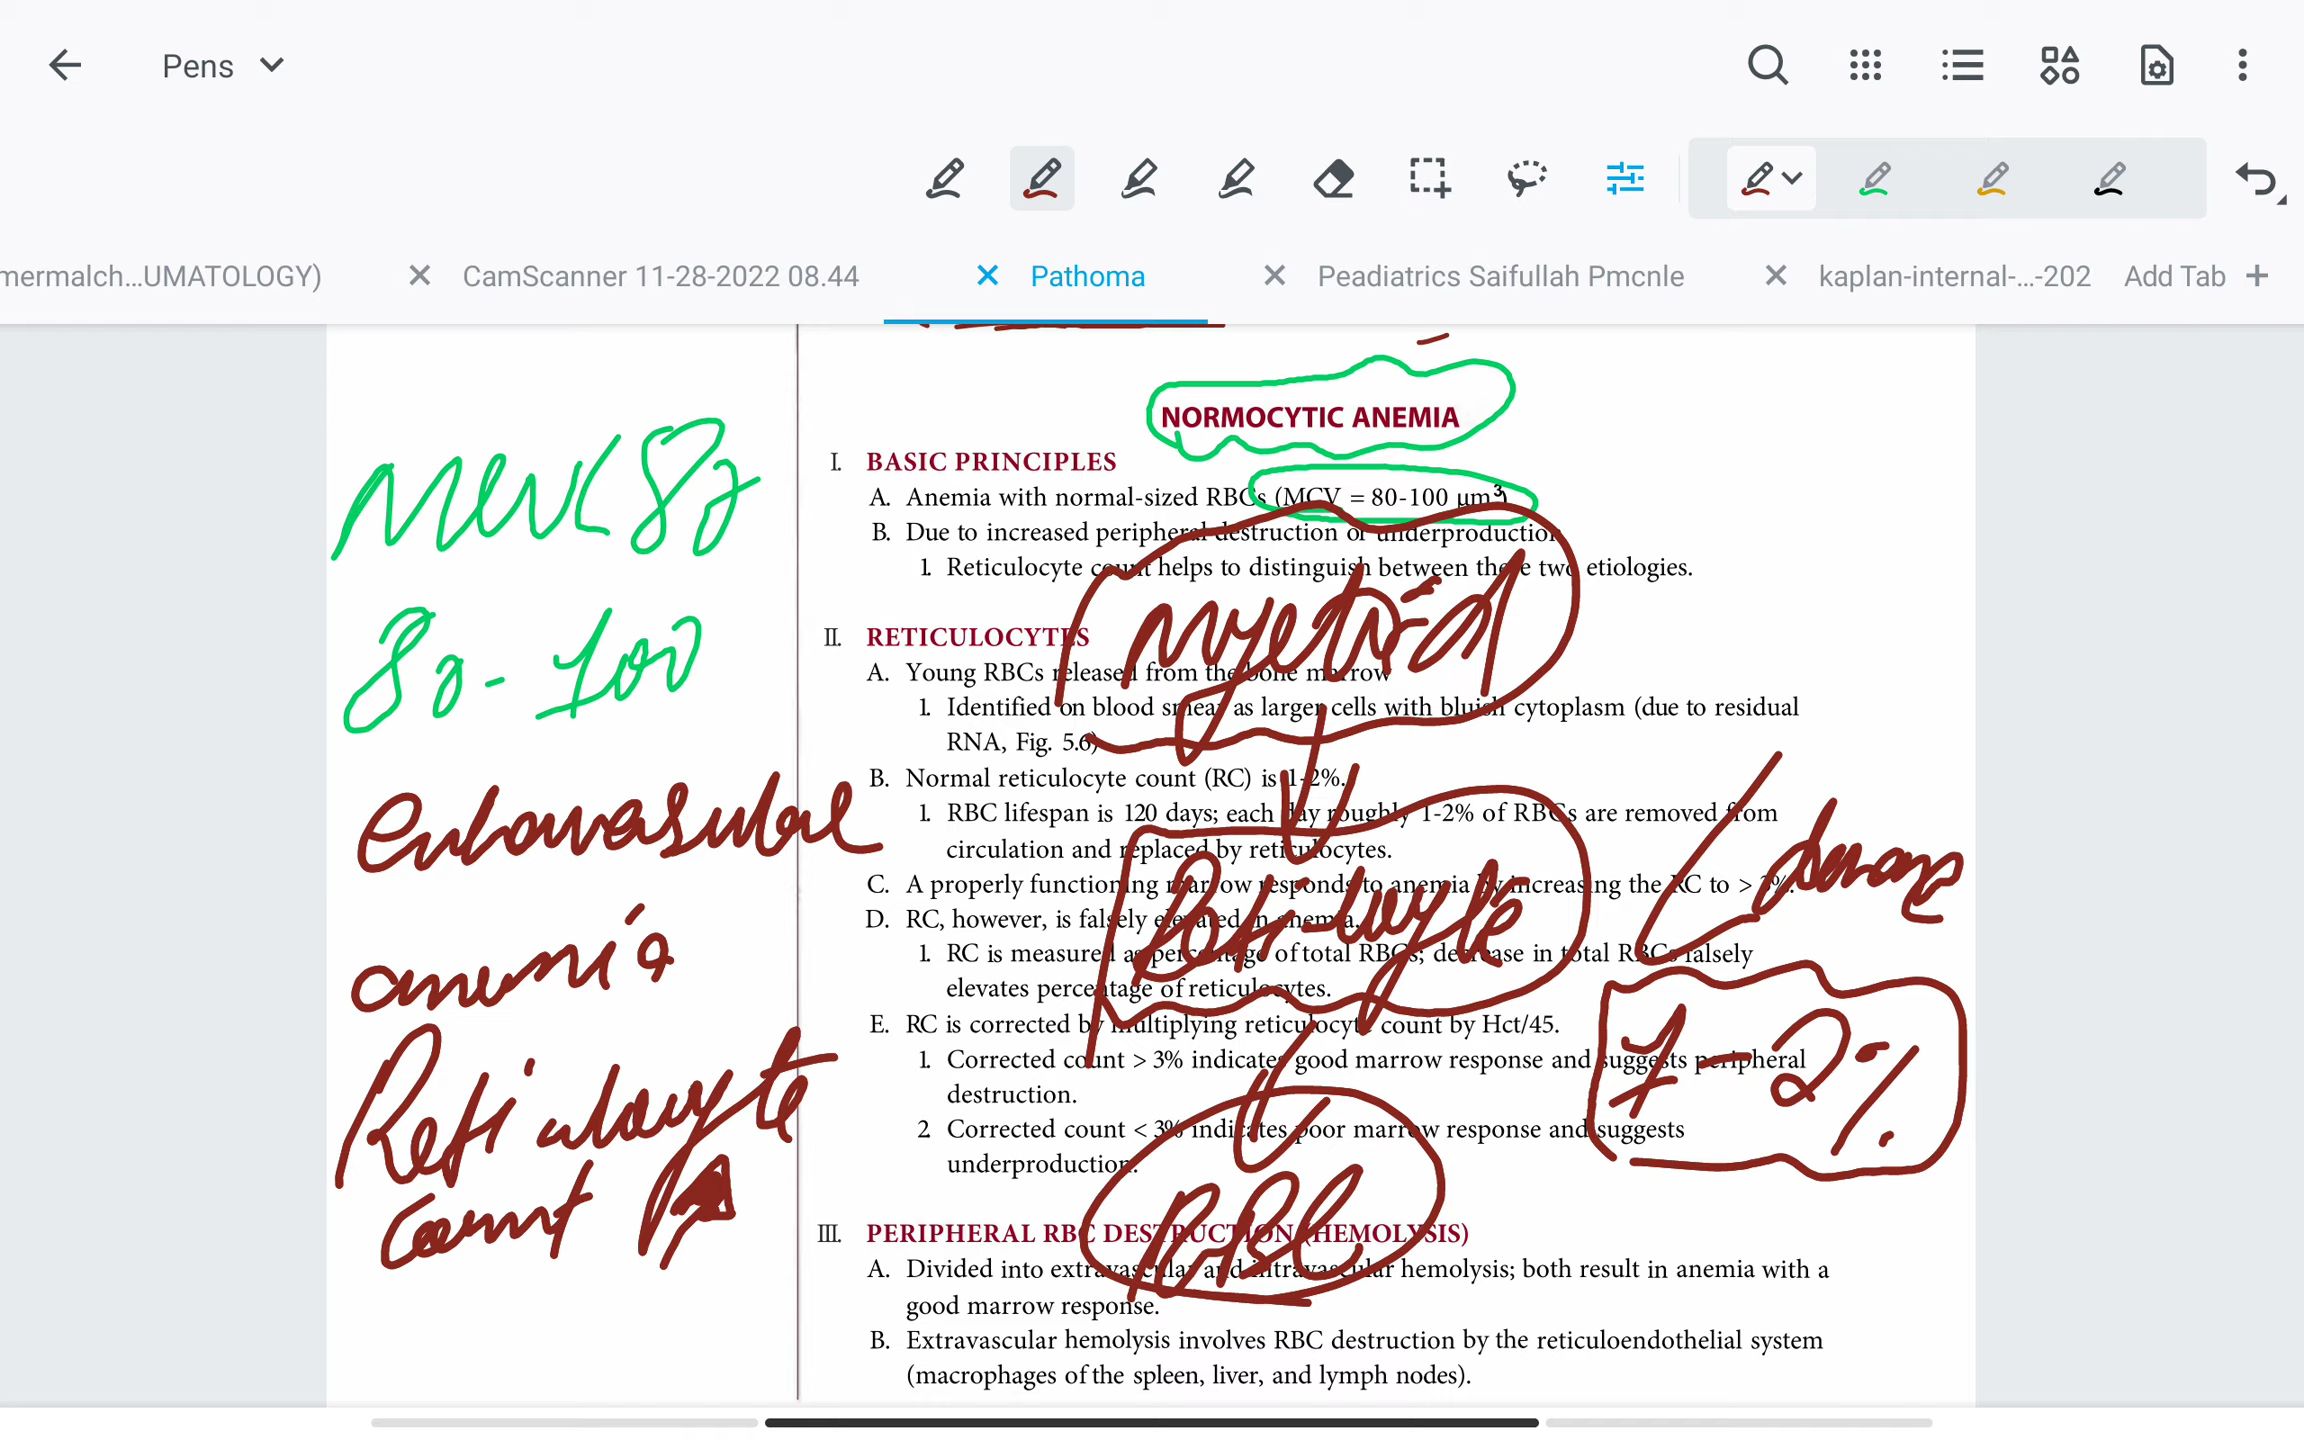 Pens
mermalch...UMATOLOGY)
CamScanner 11-28-2022 08.44
Pathoma
Peadiatrics Saifullah Pmcnle
kaplan-internal-...-202
Add Tab +
NORMOCYTIC ANEMIA
I. BASIC PRINCIPLES
A. Anemia with normal-sized RBCs (MCV = 80-100 μm³)
B. Due to increased peripheral destruction or underproduction
1. Reticulocyte count helps to distinguish between these two etiologies.
II. RETICULOCYTES
A. Young RBCs released from the bone marrow
1. Identified on blood smear as larger cells with bluish cytoplasm (due to residual
RNA, Fig. 5.6)
B. Normal reticulocyte count (RC) is 1-2%.
1. RBC lifespan is 120 days; each day roughly 1-2% of RBCs are removed from
circulation and replaced by reticulocytes.
C. A properly functioning marrow responds to anemia by increasing the RC to > 3%.
D. RC, however, is falsely elevated in anemia.
1. RC is measured as percentage of total RBCs; decrease in total RBCs falsely
elevates percentage of reticulocytes.
E. RC is corrected by multiplying reticulocyte count by Hct/45.
1. Corrected count > 3% indicates good marrow response and suggests peripheral
destruction.
2. Corrected count < 3% indicates poor marrow response and suggests
underproduction.
III. PERIPHERAL RBC DESTRUCTION (HEMOLYSIS)
A. Divided into extravascular and intravascular hemolysis; both result in anemia with a
good marrow response.
B. Extravascular hemolysis involves RBC destruction by the reticuloendothelial system
(macrophages of the spleen, liver, and lymph nodes).
80-100
anemia
Reticulocyte
count
1-2%
RBC